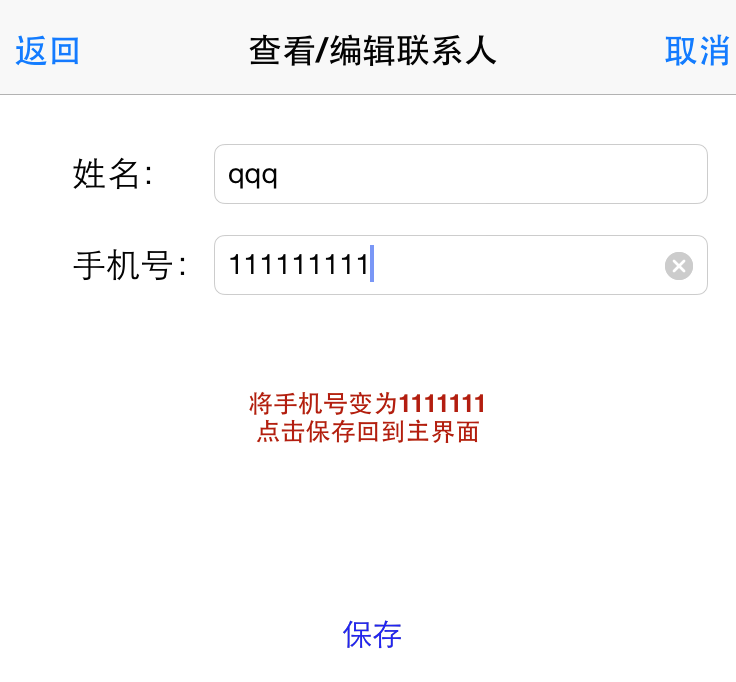 返回 查看/编辑联系人 取消
姓名: qqq
手机号: 111111111
将手机号变为1111111
点击保存回到主界面
保存